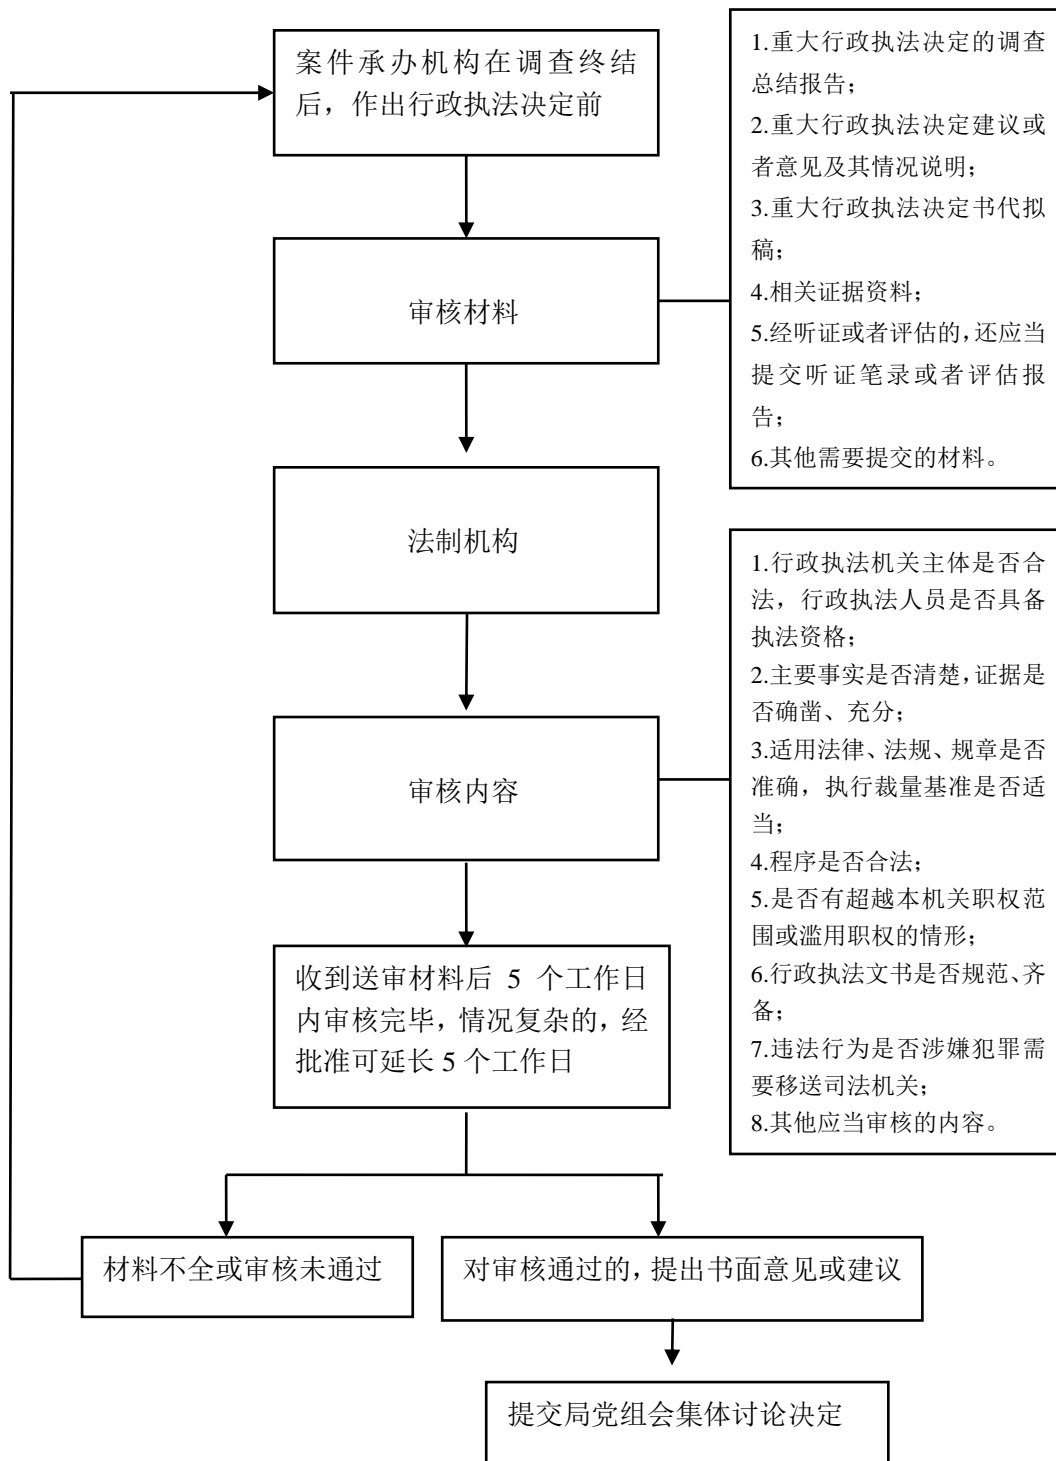 案件承办机构在调查终结
后，作出行政执法决定前
审核材料
法制机构
审核内容
收到送审材料后 5 个工作日
内审核完毕，情况复杂的，经
批准可延长 5 个工作日
材料不全或审核未通过
对审核通过的，提出书面意见或建议
提交局党组会集体讨论决定
1.重大行政执法决定的调查
总结报告；
2.重大行政执法决定建议或
者意见及其情况说明；
3.重大行政执法决定书代拟
稿；
4.相关证据资料；
5.经听证或者评估的，还应当
提交听证笔录或者评估报
告；
6.其他需要提交的材料。
1.行政执法机关主体是否合
法，行政执法人员是否具备
执法资格；
2.主要事实是否清楚，证据是
否确凿、充分；
3.适用法律、法规、规章是否
准确，执行裁量基准是否适
当；
4.程序是否合法；
5.是否有超越本机关职权范
围或滥用职权的情形；
6.行政执法文书是否规范、齐
备；
7.违法行为是否涉嫌犯罪需
要移送司法机关；
8.其他应当审核的内容。